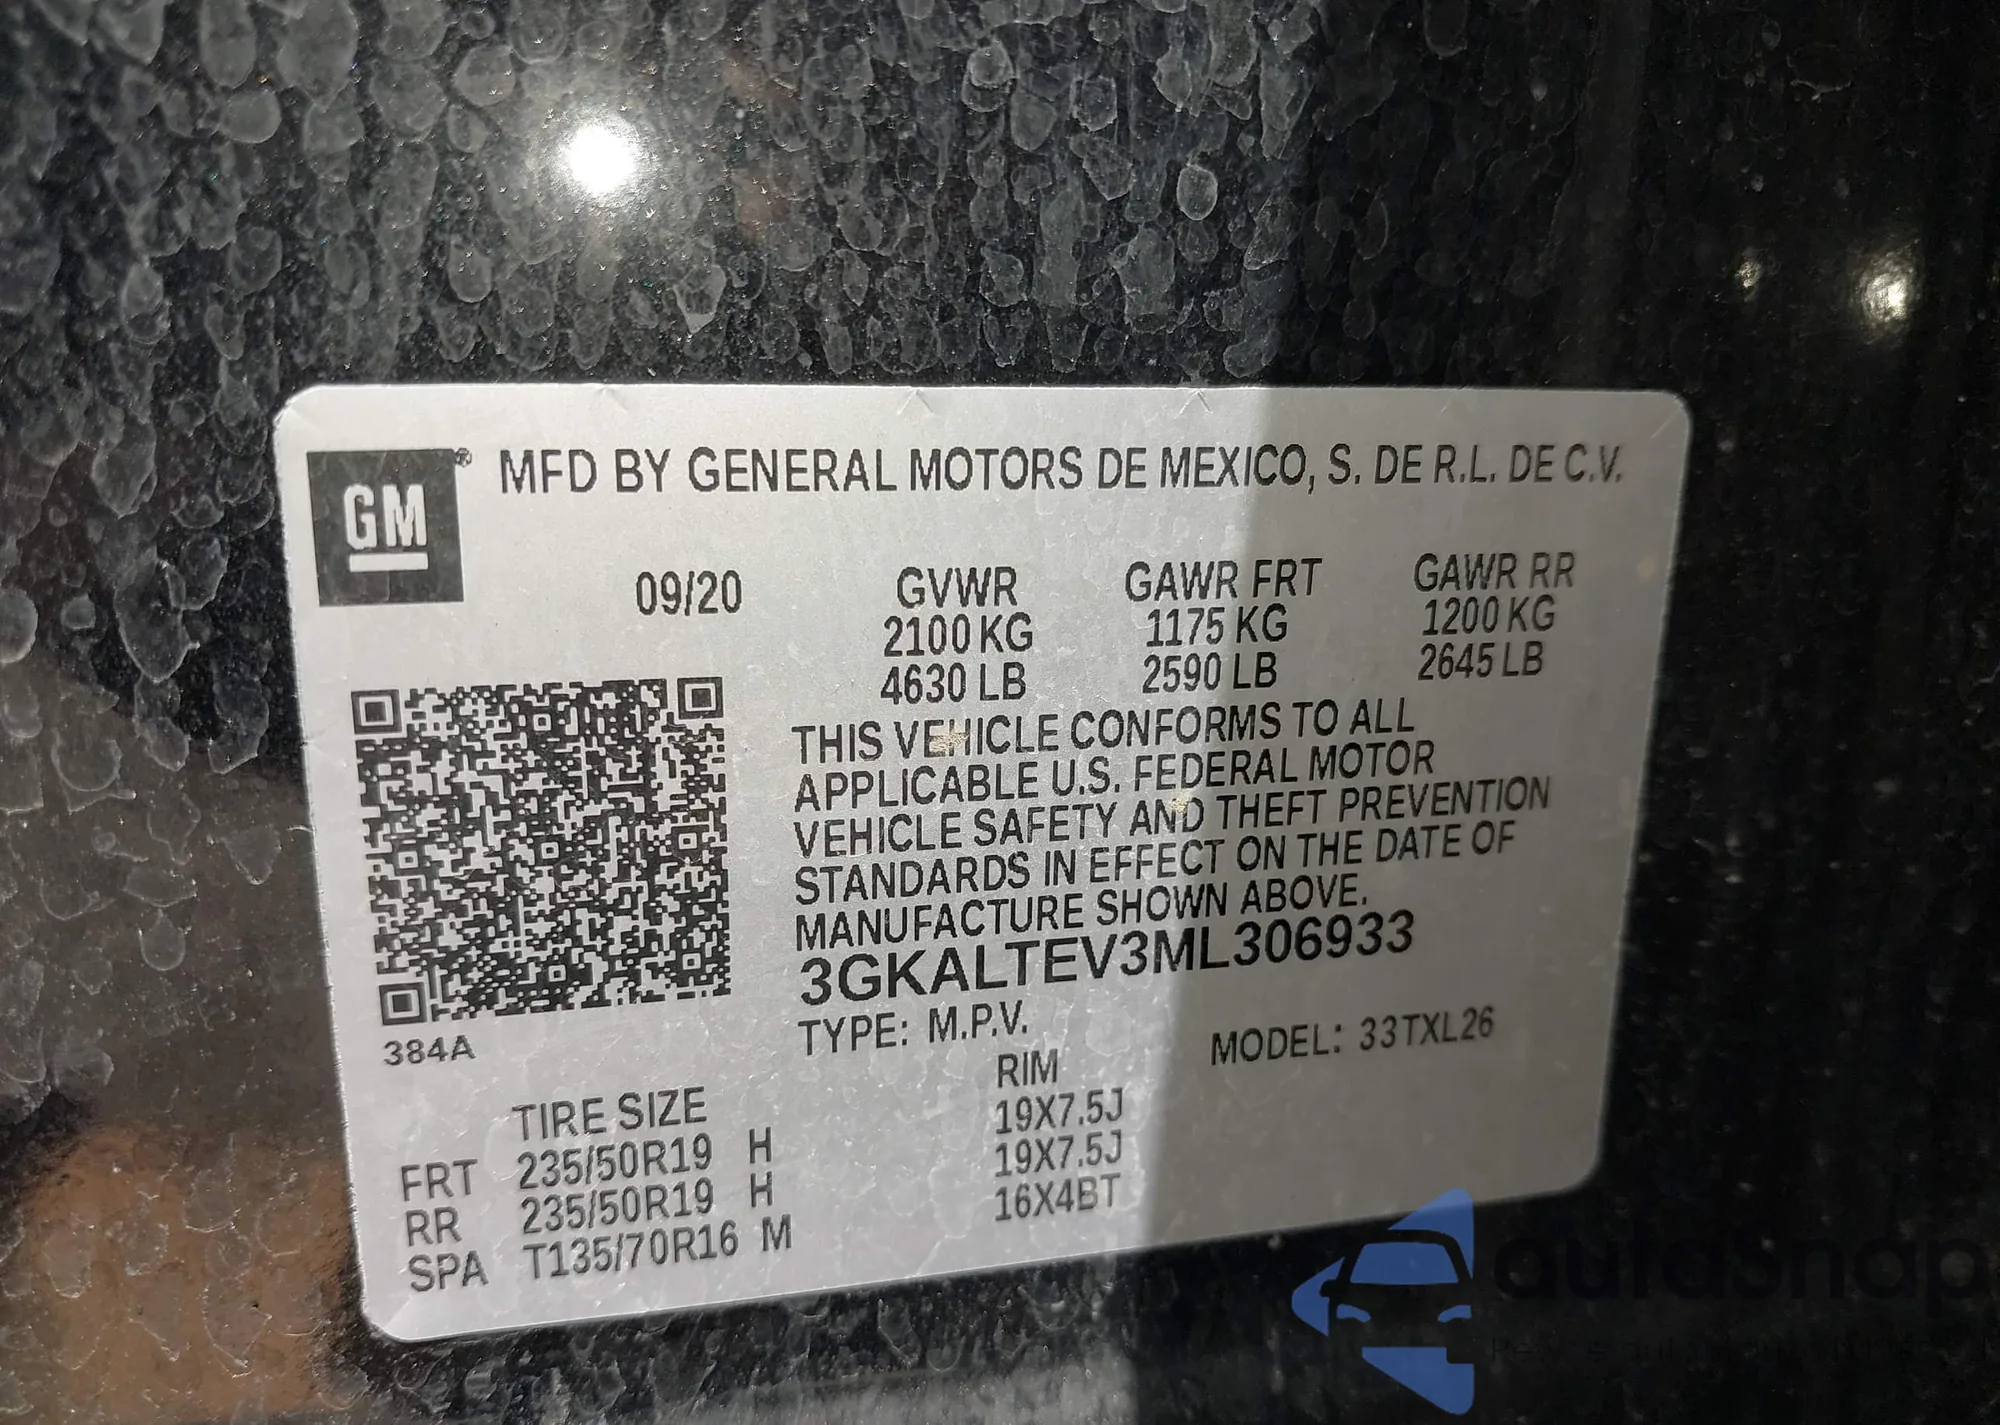 GM ® MFD BY GENERAL MOTORS DE MEXICO, S. DE R.L. DE C.V.
09/20 GVWR GAWR FRT GAWR RR
2100 KG 1175 KG 1200 KG
4630 LB 2590 LB 2645 LB
THIS VEHICLE CONFORMS TO ALL
APPLICABLE U.S. FEDERAL MOTOR
VEHICLE SAFETY AND THEFT PREVENTION
STANDARDS IN EFFECT ON THE DATE OF
MANUFACTURE SHOWN ABOVE.
3GKALTEV3ML306933
384A
TYPE: M.P.V. MODEL: 33TXL26
TIRE SIZE RIM
FRT 235/50R19 H 19X7.5J
RR 235/50R19 H 19X7.5J
SPA T135/70R16 M 16X4BT
autosnap